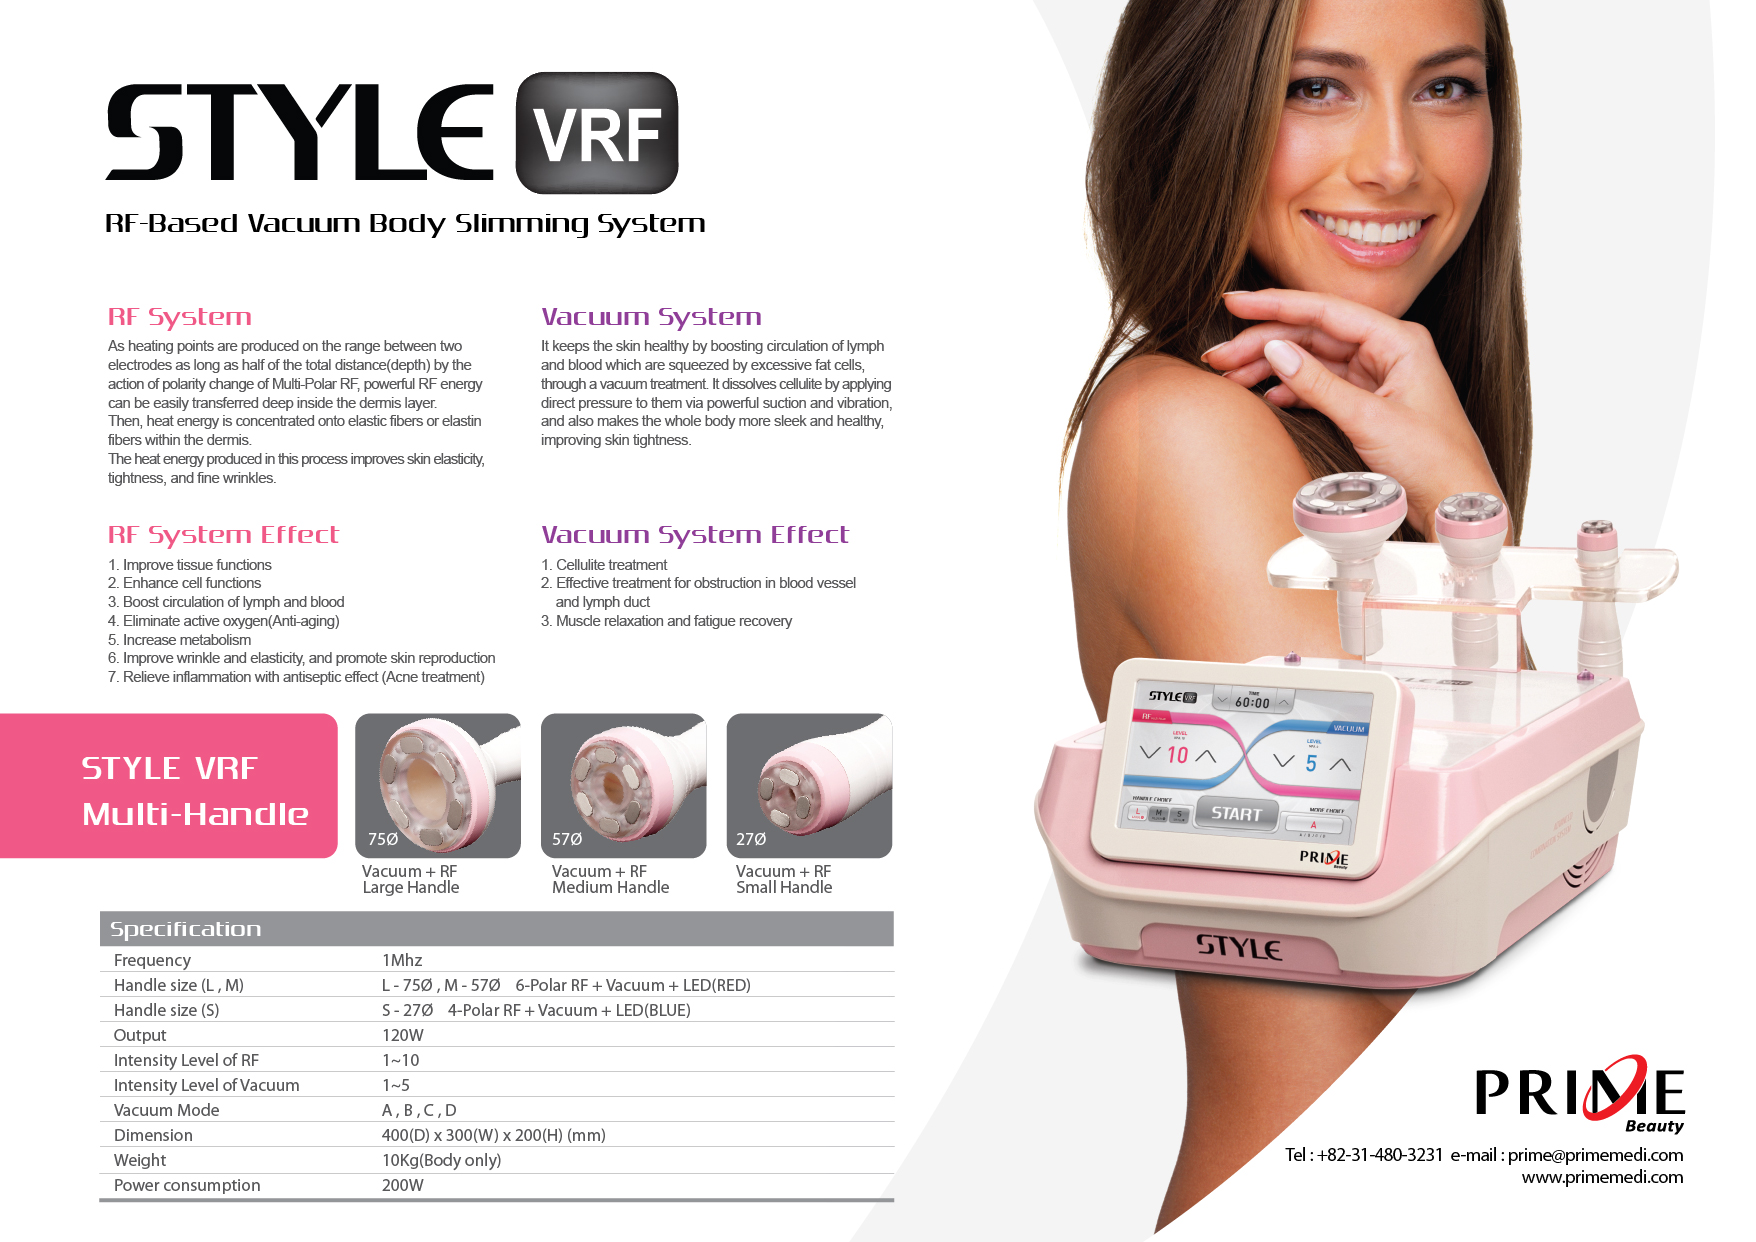 STYLE VRF
RF-Based Vacuum Body Slimming System
RF System
As heating points are produced on the range between two
electrodes as long as half of the total distance(depth) by the
action of polarity change of Multi-Polar RF, powerful RF energy
can be easily transferred deep inside the dermis layer.
Then, heat energy is concentrated onto elastic fibers or elastin
fibers within the dermis.
The heat energy produced in this process improves skin elasticity,
tightness, and fine wrinkles.
Vacuum System
It keeps the skin healthy by boosting circulation of lymph
and blood which are squeezed by excessive fat cells,
through a vacuum treatment. It dissolves cellulite by applying
direct pressure to them via powerful suction and vibration,
and also makes the whole body more sleek and healthy,
improving skin tightness.
RF System Effect
1. Improve tissue functions
2. Enhance cell functions
3. Boost circulation of lymph and blood
4. Eliminate active oxygen(Anti-aging)
5. Increase metabolism
6. Improve wrinkle and elasticity, and promote skin reproduction
7. Relieve inflammation with antiseptic effect (Acne treatment)
Vacuum System Effect
1. Cellulite treatment
2. Effective treatment for obstruction in blood vessel
and lymph duct
3. Muscle relaxation and fatigue recovery
STYLE VRF
Multi-Handle
75Ø
Vacuum + RF
Large Handle
57Ø
Vacuum + RF
Medium Handle
27Ø
Vacuum + RF
Small Handle
Specification
Frequency 1Mhz
Handle size (L , M) L - 75Ø , M - 57Ø 6-Polar RF + Vacuum + LED(RED)
Handle size (S) S - 27Ø 4-Polar RF + Vacuum + LED(BLUE)
Output 120W
Intensity Level of RF 1~10
Intensity Level of Vacuum 1~5
Vacuum Mode A , B , C , D
Dimension 400(D) x 300(W) x 200(H) (mm)
Weight 10Kg(Body only)
Power consumption 200W
STYLE VRF
TIME
60:00
RF
VACUUM
LEVEL
10
LEVEL
5
HANDLE CHOICE
L M S
START
MODE CHOICE
A
PRIME
Beauty
STYLE
PRIME
Beauty
Tel : +82-31-480-3231 e-mail : prime@primemedi.com
www.primemedi.com